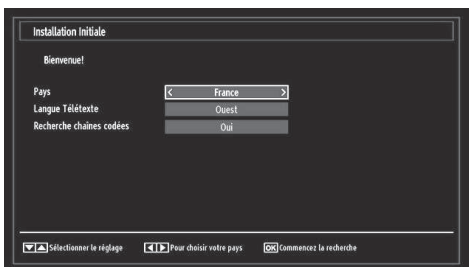 Installation Initiale
Bienvenue!
Pays < France >
Langue Télétexte Ouest
Recherche chaines codées Oui
Sélectionner le réglage Pour choisir votre pays OK Commencez la recherche